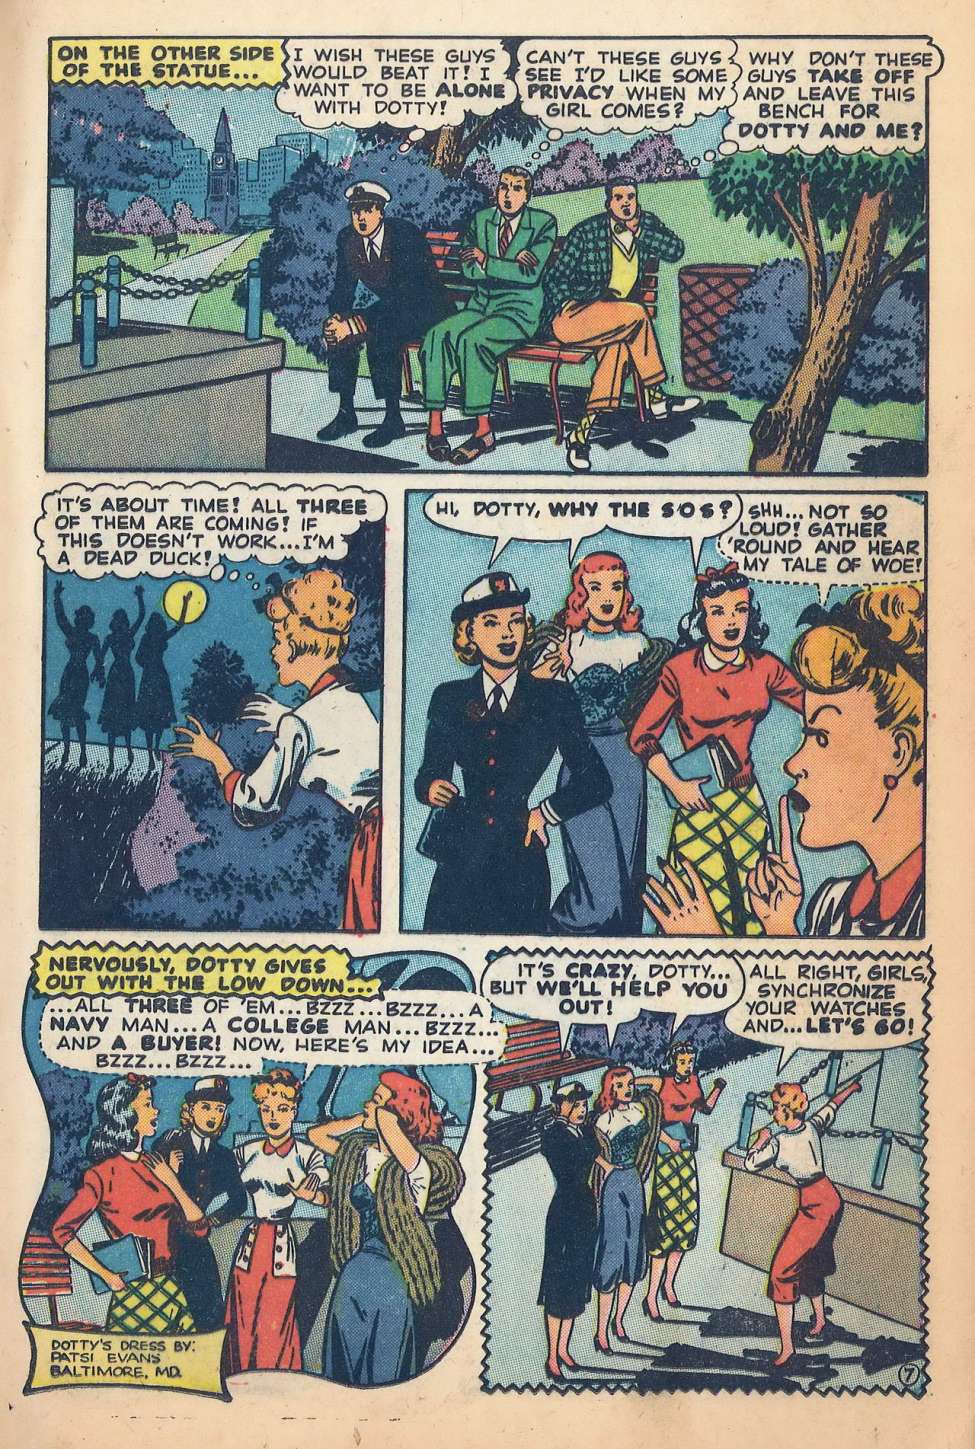 ON THE OTHER SIDE
OF THE STATUE...
I WISH THESE GUYS
WOULD BEAT IT! I
WANT TO BE ALONE
WITH DOTTY!
CAN'T THESE GUYS
SEE I'D LIKE SOME
PRIVACY WHEN MY
GIRL COMES?
WHY DON'T THESE
GUYS TAKE OFF
AND LEAVE THIS
BENCH FOR
DOTTY AND ME?
IT'S ABOUT TIME! ALL THREE
OF THEM ARE COMING! IF
THIS DOESN'T WORK...I'M
A DEAD DUCK!
HI, DOTTY, WHY THE SOS?
SHH...NOT SO
LOUD! GATHER
'ROUND AND HEAR
MY TALE OF WOE!
NERVOUSLY, DOTTY GIVES
OUT WITH THE LOW DOWN...
...ALL THREE OF 'EM...BZZZ...BZZZ...A
NAVY MAN...A COLLEGE MAN...BZZZ...
AND A BUYER! NOW, HERE'S MY IDEA...
BZZZ...BZZZ...
DOTTY'S DRESS BY:
PATSI EVANS
BALTIMORE, MD.
IT'S CRAZY, DOTTY...
BUT WE'LL HELP YOU
OUT!
ALL RIGHT, GIRLS,
SYNCHRONIZE
YOUR WATCHES
AND...LET'S GO!
7